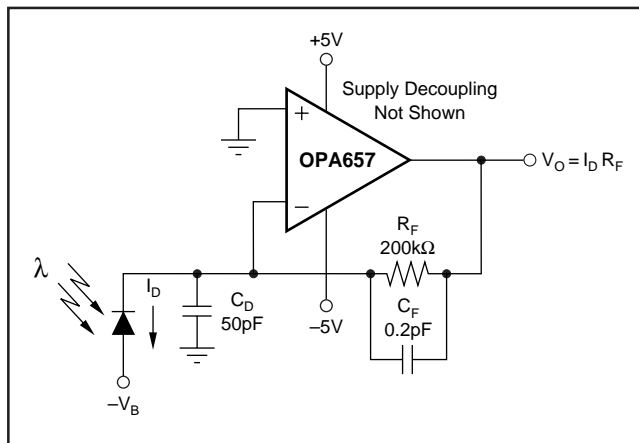 +5V
Supply Decoupling
Not Shown
+
OPA657
−
V_O = I_D R_F
R_F
200kΩ
λ
I_D
C_D
50pF
−5V
C_F
0.2pF
−V_B